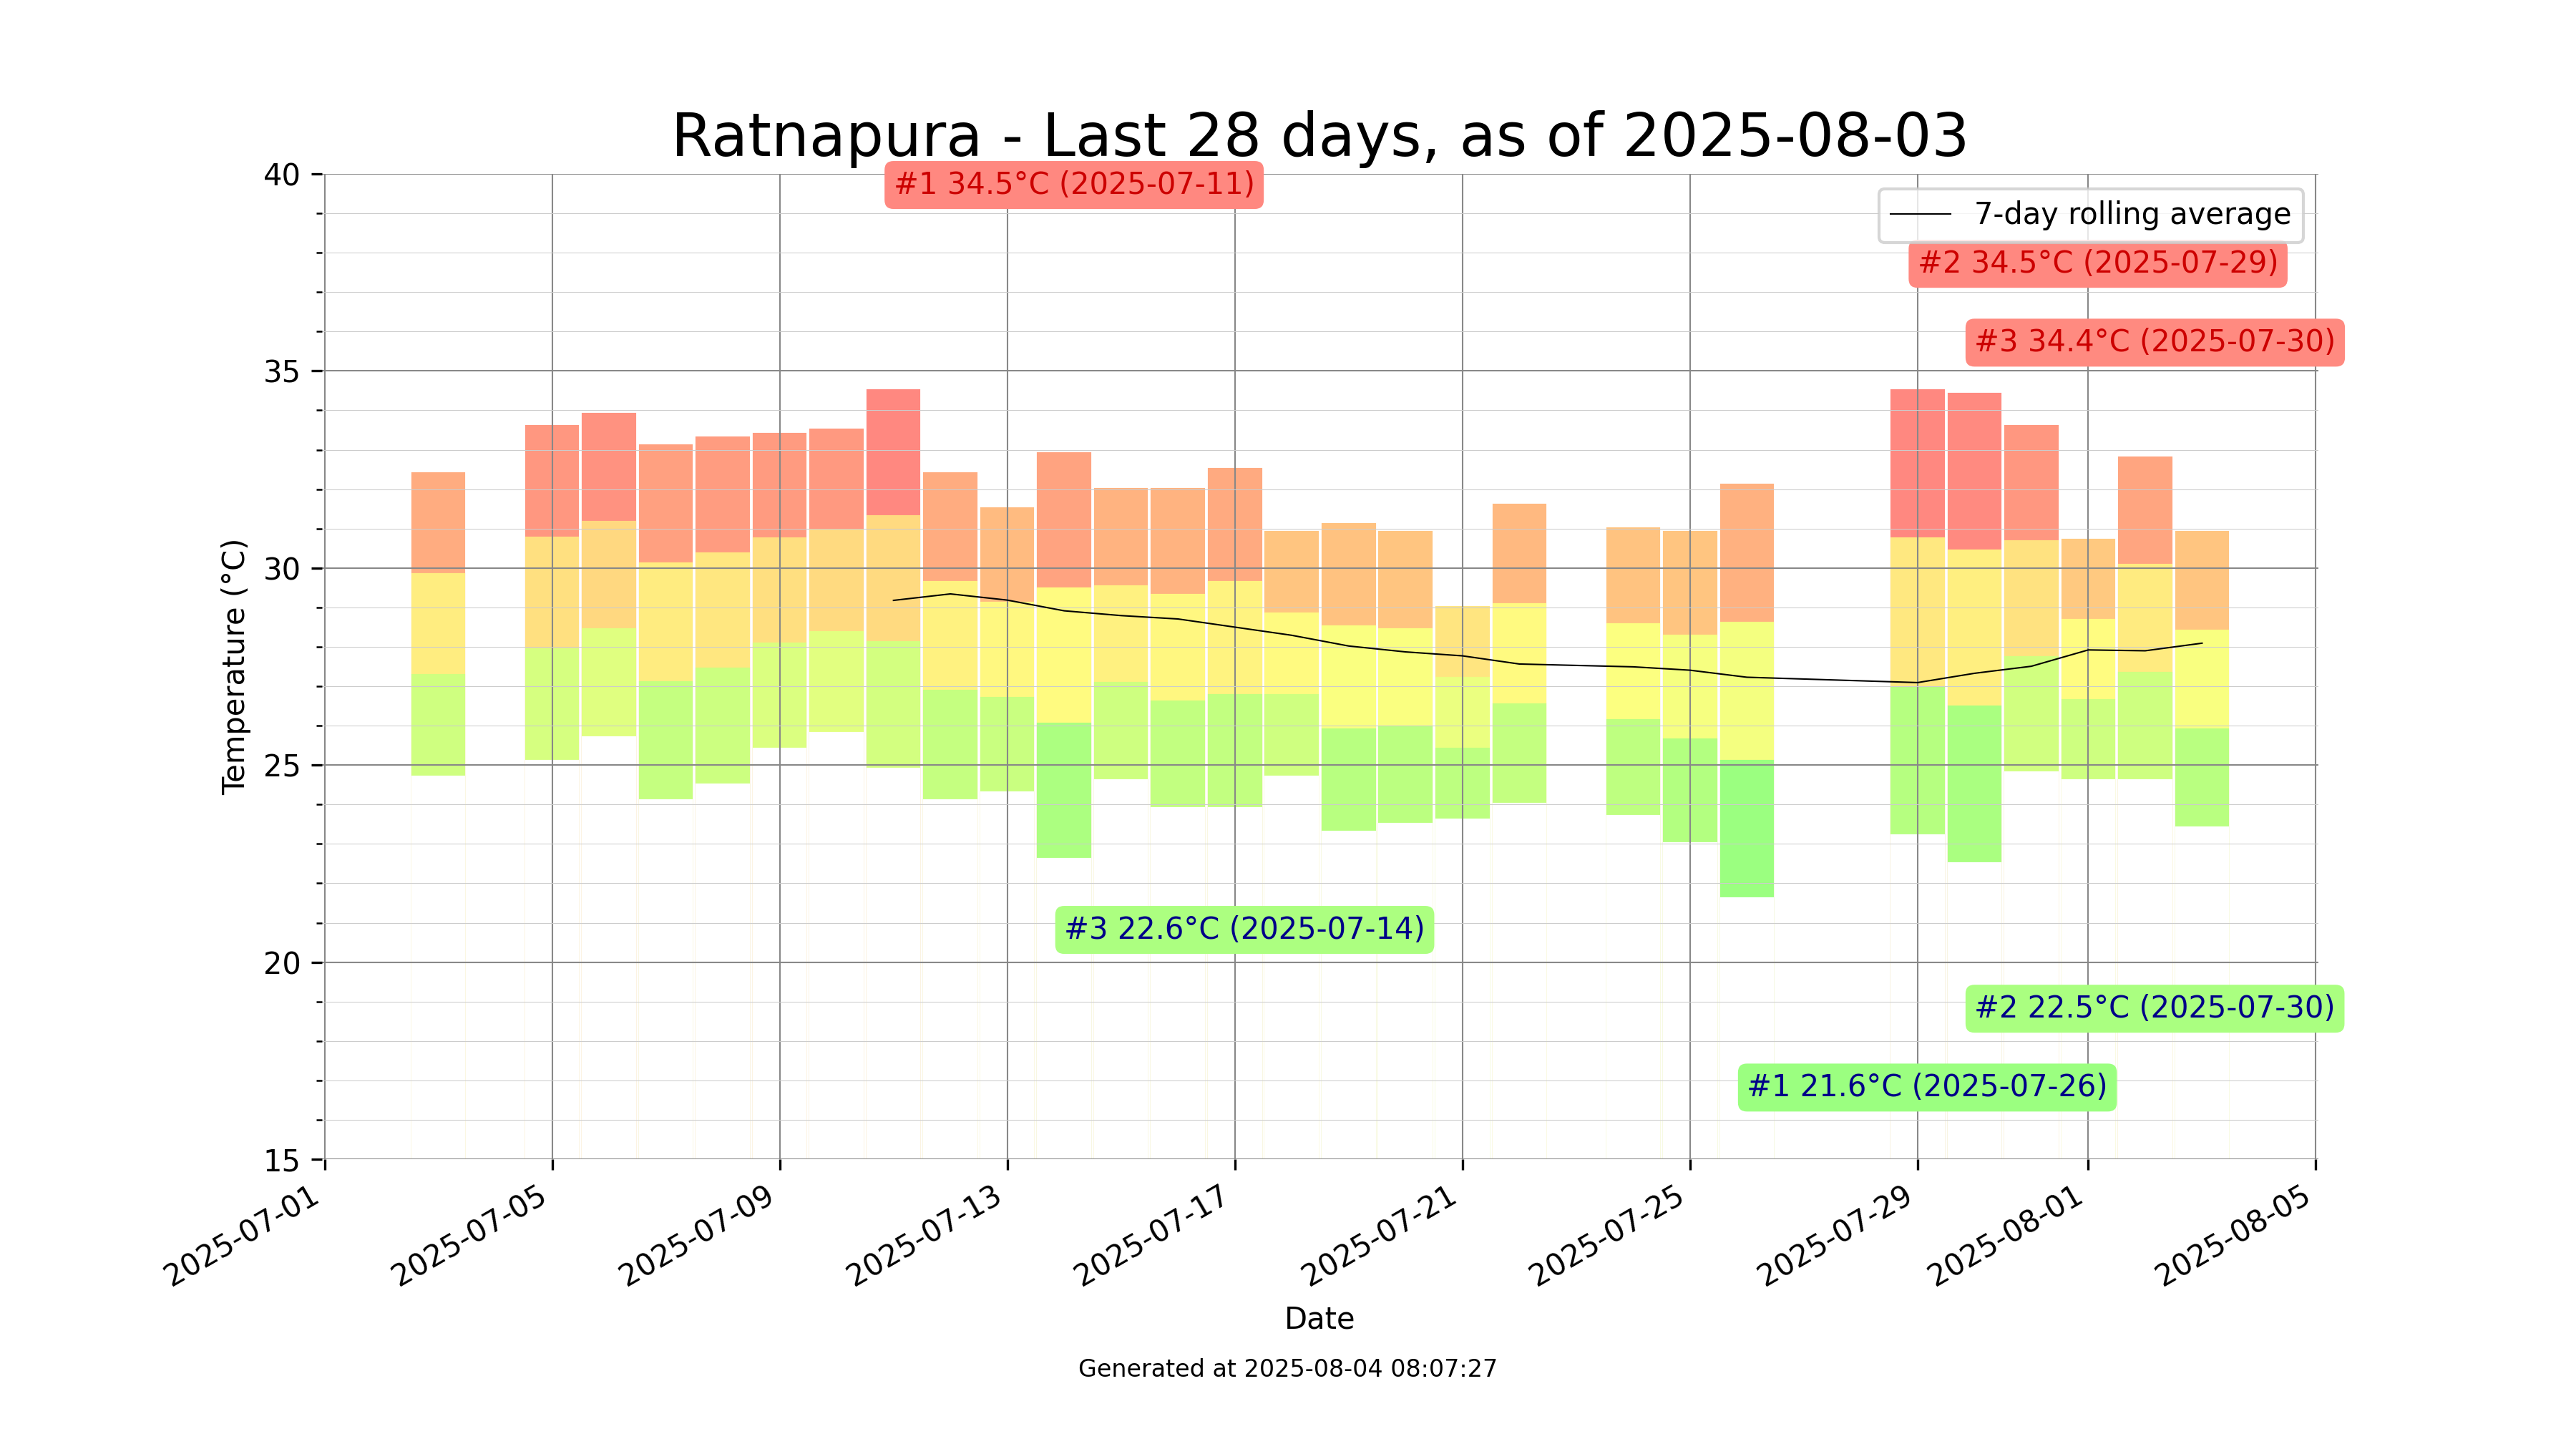 Ratnapura - Last 28 days, as of 2025-08-03
#1 34.5°C (2025-07-11)
7-day rolling average
#2 34.5°C (2025-07-29)
#3 34.4°C (2025-07-30)
40
35
30
25
20
15
Temperature (°C)
#3 22.6°C (2025-07-14)
#2 22.5°C (2025-07-30)
#1 21.6°C (2025-07-26)
2025-07-01
2025-07-05
2025-07-09
2025-07-13
2025-07-17
2025-07-21
2025-07-25
2025-07-29
2025-08-01
2025-08-05
Date
Generated at 2025-08-04 08:07:27